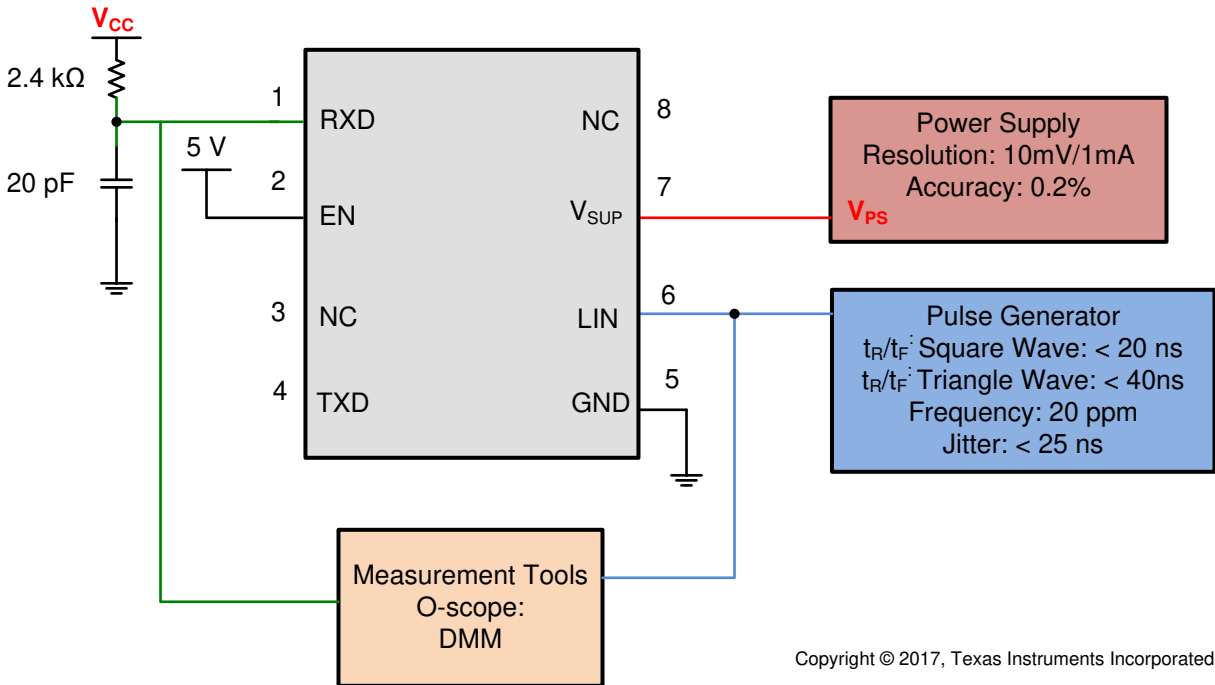 VCC
2.4 kΩ
20 pF
5 V
1
2
3
4
RXD
EN
NC
TXD
NC
VSUP
LIN
GND
8
7
6
5
Power Supply
Resolution: 10mV/1mA
Accuracy: 0.2%
VPS
Pulse Generator
tR/tF: Square Wave: < 20 ns
tR/tF: Triangle Wave: < 40ns
Frequency: 20 ppm
Jitter: < 25 ns
Measurement Tools
O-scope:
DMM
Copyright © 2017, Texas Instruments Incorporated